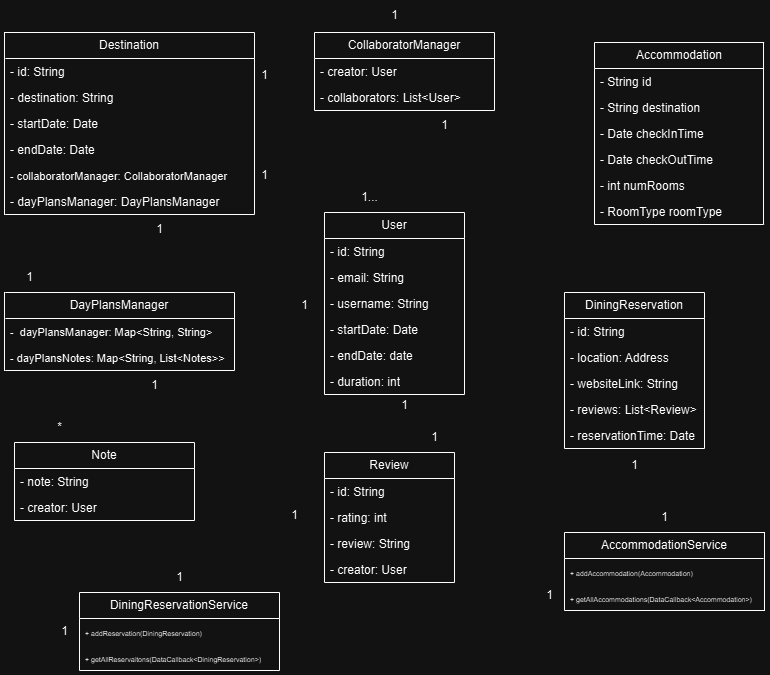 1
Destination
- id: String
- destination: String
- startDate: Date
- endDate: Date
- collaboratorManager: CollaboratorManager
- dayPlansManager: DayPlansManager
1
1
1
CollaboratorManager
- creator: User
- collaborators: List<User>
1
Accommodation
- String id
- String destination
- Date checkInTime
- Date checkOutTime
- int numRooms
- RoomType roomType
1...
User
- id: String
- email: String
- username: String
- startDate: Date
- endDate: date
- duration: int
1
1
1
DayPlansManager
- dayPlansManager: Map<String, String>
- dayPlansNotes: Map<String, List<Notes>>
1
DiningReservation
- id: String
- location: Address
- websiteLink: String
- reviews: List<Review>
- reservationTime: Date
1
*
Note
- note: String
- creator: User
1
Review
- id: String
- rating: int
- review: String
- creator: User
1
1
AccommodationService
+ addAccommodation(Accommodation)
+ getAllAccommodations(DataCallback<Accommodation>)
1
1
DiningReservationService
+ addReservation(DiningReservation)
+ getAllReservaitons(DataCallback<DiningReservation>)
1